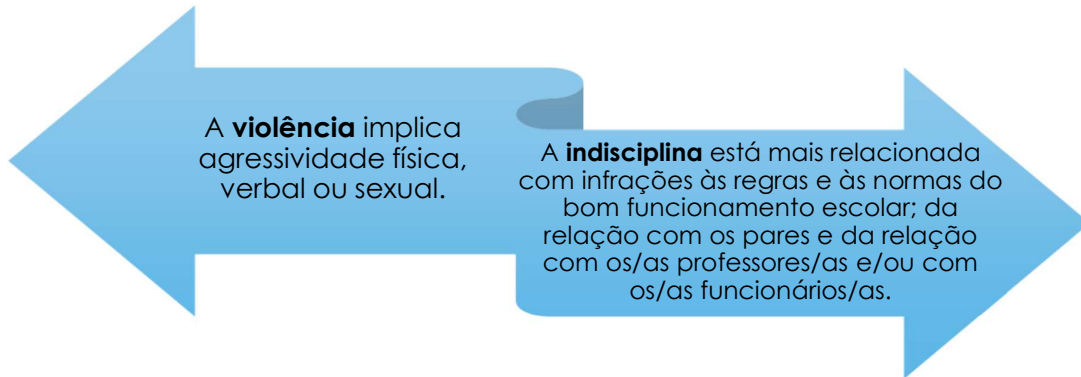 A violência implica
agressividade física,
verbal ou sexual.
A indisciplina está mais relacionada
com infrações às regras e às normas do
bom funcionamento escolar; da
relação com os pares e da relação
com os/as professores/as e/ou com
os/as funcionários/as.